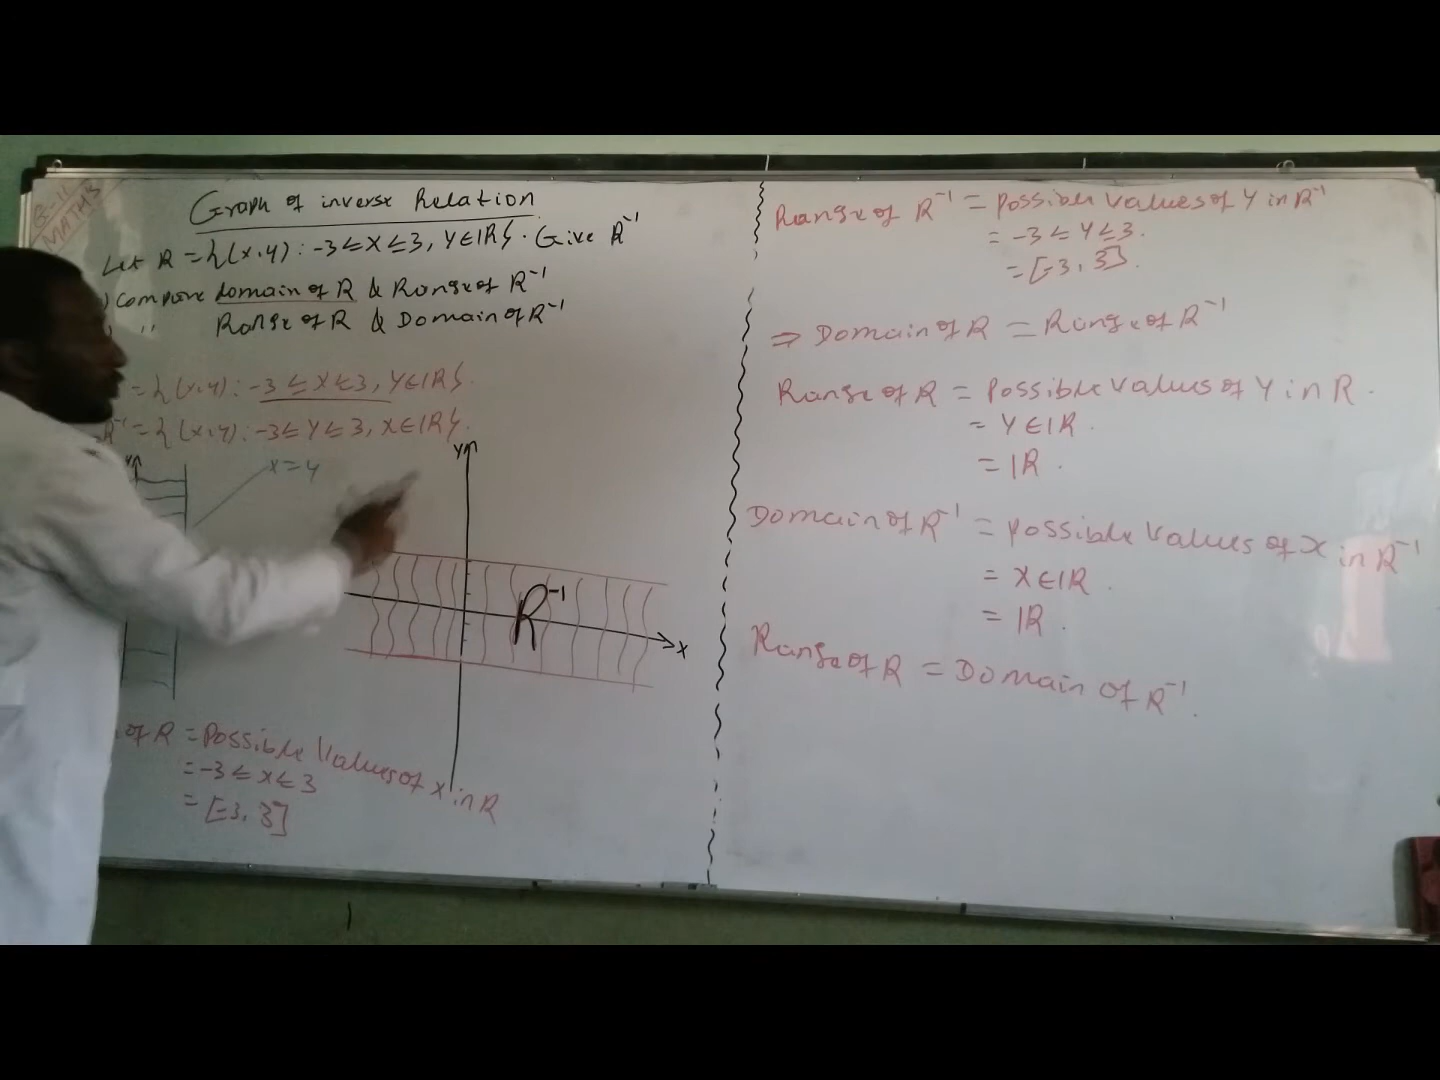 G-11
MATHS
Graph of inverse Relation
Let R = {(x,y) : -3 ≤ x ≤ 3, y ∈ IR}. Give R⁻¹
) Compare domain of R & Range of R⁻¹
) " Range of R & Domain of R⁻¹
= {(x,y) : -3 ≤ x ≤ 3, y ∈ IR}.
R⁻¹ = {(x,y) : -3 ≤ y ≤ 3, x ∈ IR}.
y
x = y
y
R⁻¹
x
of R = possible values of x in R
= -3 ≤ x ≤ 3
= [-3, 3]
Range of R⁻¹ = possible values of y in R⁻¹
= -3 ≤ y ≤ 3.
= [-3, 3].
⇒ Domain of R = Range of R⁻¹
Range of R = possible values of y in R.
= y ∈ IR.
= IR.
Domain of R⁻¹ = possible values of x in R⁻¹
= x ∈ IR.
= IR.
Range of R = Domain of R⁻¹.